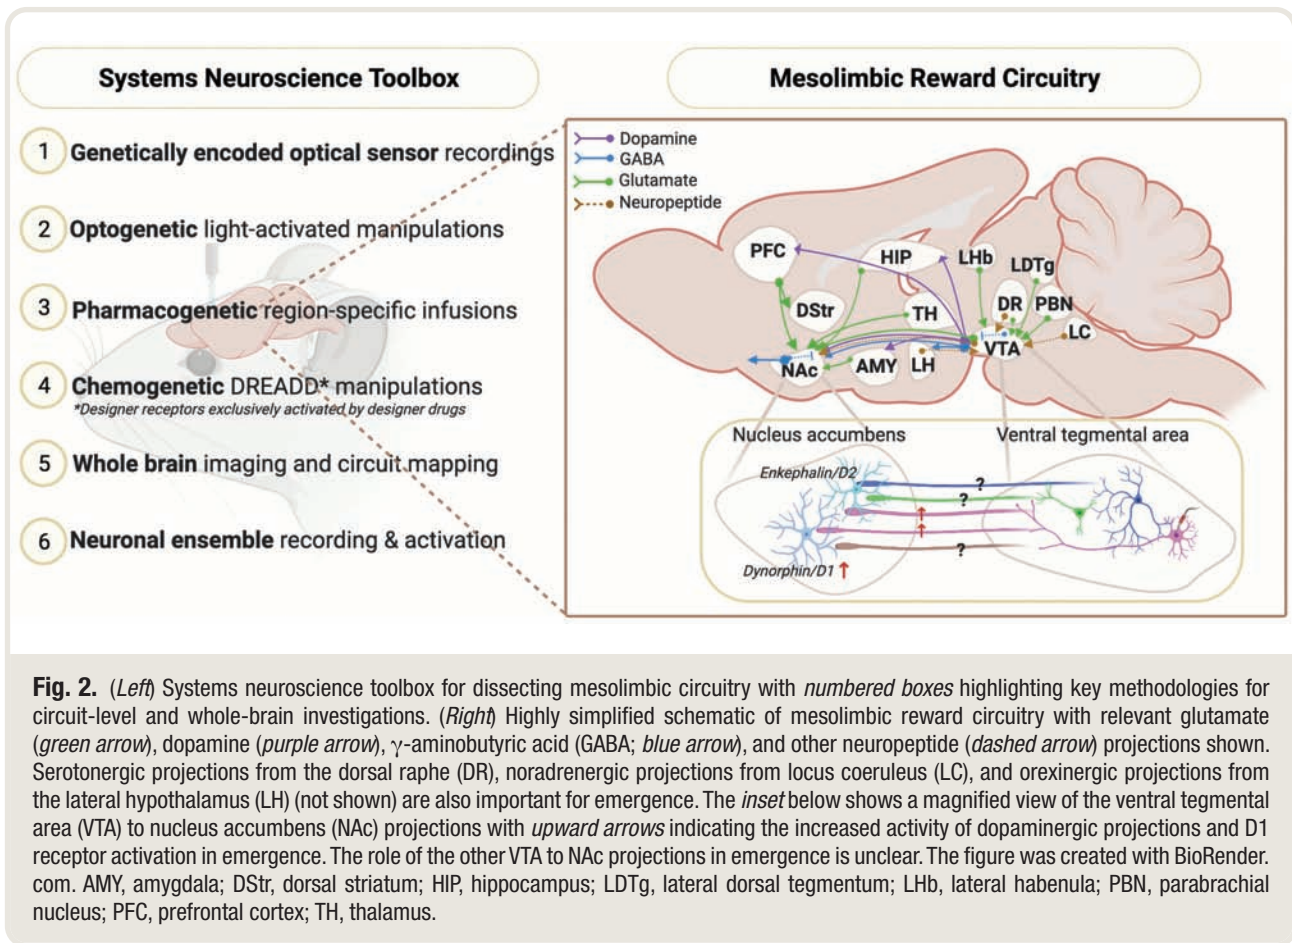 Systems Neuroscience Toolbox
1 Genetically encoded optical sensor recordings
2 Optogenetic light-activated manipulations
3 Pharmacogenetic region-specific infusions
4 Chemogenetic DREADD* manipulations
*Designer receptors exclusively activated by designer drugs
5 Whole brain imaging and circuit mapping
6 Neuronal ensemble recording & activation
Mesolimbic Reward Circuitry
Dopamine
GABA
Glutamate
Neuropeptide
PFC
HIP
LHb
LDTg
DStr
TH
DR
PBN
LC
NAc
AMY
LH
VTA
Nucleus accumbens
Ventral tegmental area
Enkephalin/D2
?
?
?
Dynorphin/D1
Fig. 2. (Left) Systems neuroscience toolbox for dissecting mesolimbic circuitry with numbered boxes highlighting key methodologies for
circuit-level and whole-brain investigations. (Right) Highly simplified schematic of mesolimbic reward circuitry with relevant glutamate
(green arrow), dopamine (purple arrow), γ-aminobutyric acid (GABA; blue arrow), and other neuropeptide (dashed arrow) projections shown.
Serotonergic projections from the dorsal raphe (DR), noradrenergic projections from locus coeruleus (LC), and orexinergic projections from
the lateral hypothalamus (LH) (not shown) are also important for emergence. The inset below shows a magnified view of the ventral tegmental
area (VTA) to nucleus accumbens (NAc) projections with upward arrows indicating the increased activity of dopaminergic projections and D1
receptor activation in emergence. The role of the other VTA to NAc projections in emergence is unclear. The figure was created with BioRender.
com. AMY, amygdala; DStr, dorsal striatum; HIP, hippocampus; LDTg, lateral dorsal tegmentum; LHb, lateral habenula; PBN, parabrachial
nucleus; PFC, prefrontal cortex; TH, thalamus.